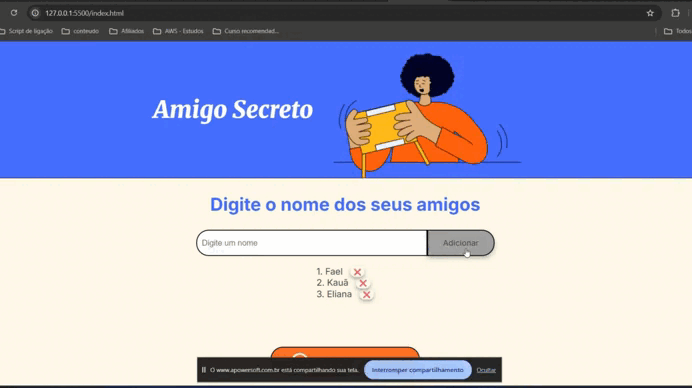 127.0.0.1:5500/index.html
Script de ligação
conteudo
Afiliados
AWS - Estudos
Curso recomendad...
Todos
Amigo Secreto
Digite o nome dos seus amigos
Digite um nome
Adicionar
1. Fael
2. Kauã
3. Eliana
O www.apowersoft.com.br está compartilhando sua tela.
Interromper compartilhamento
Ocultar